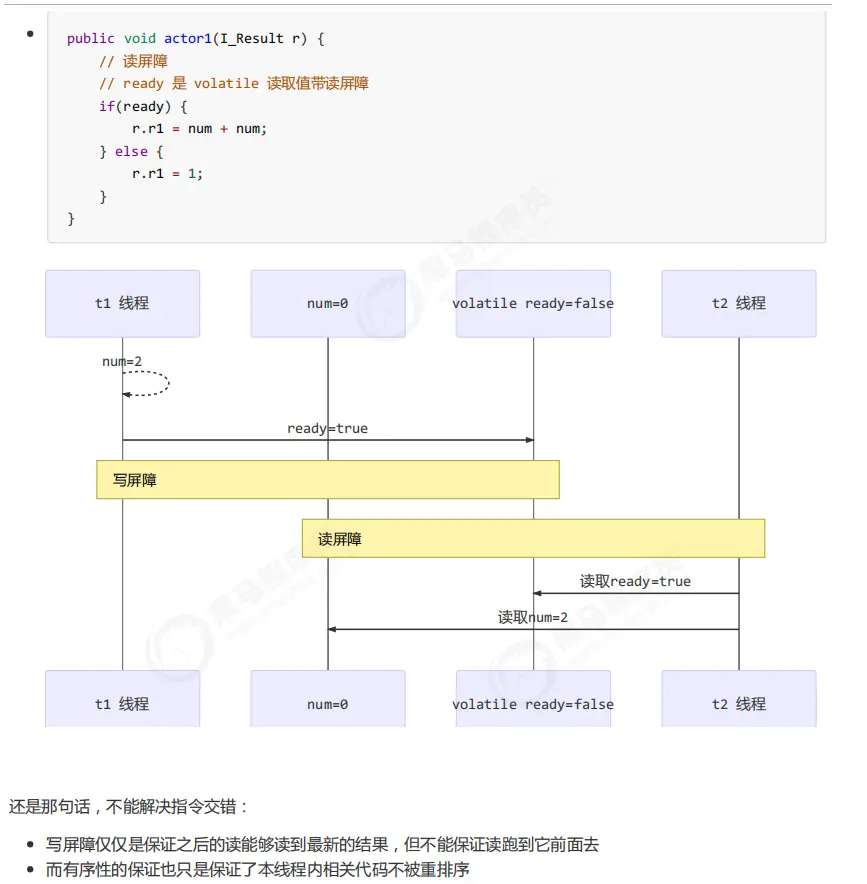 public void actor1(I_Result r) {
// 读屏障
// ready 是 volatile 读取值带读屏障
if(ready) {
r.r1 = num + num;
} else {
r.r1 = 1;
}
}
t1 线程
num=0
volatile ready=false
t2 线程
num=2
ready=true
写屏障
读屏障
读取ready=true
读取num=2
t1 线程
num=0
volatile ready=false
t2 线程
还是那句话，不能解决指令交错：
写屏障仅仅是保证之后的读能够读到最新的结果，但不能保证读跑到它前面去
而有序性的保证也只是保证了本线程内相关代码不被重排序